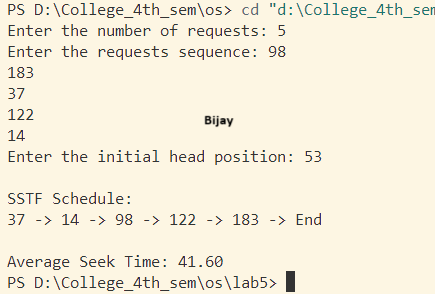 PS D:\College_4th_sem\os> cd "d:\College_4th_sem
Enter the number of requests: 5
Enter the requests sequence: 98
183
37
122
14
Bijay
Enter the initial head position: 53
SSTF Schedule:
37 -> 14 -> 98 -> 122 -> 183 -> End
Average Seek Time: 41.60
PS D:\College_4th_sem\os\lab5>